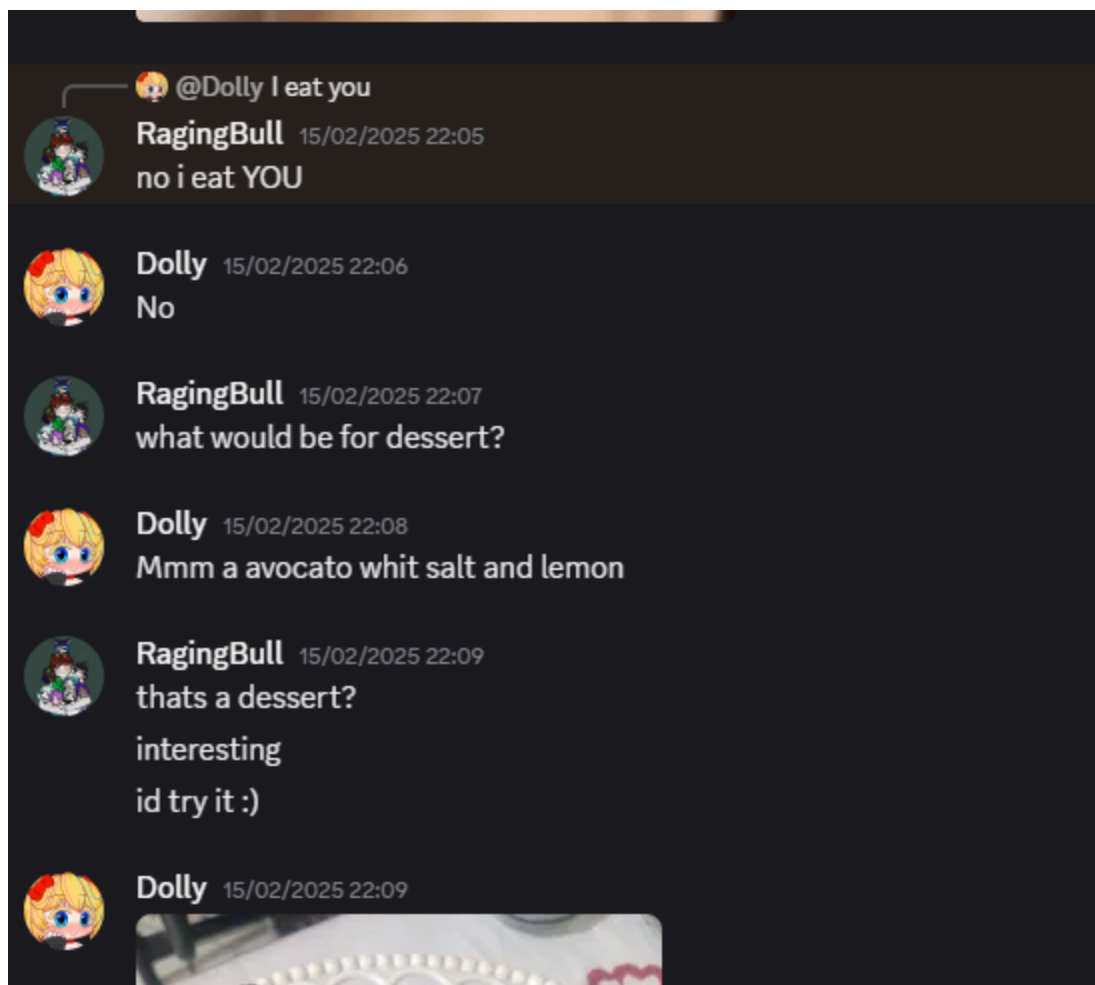 @Dolly I eat you
RagingBull 15/02/2025 22:05
no i eat YOU
Dolly 15/02/2025 22:06
No
RagingBull 15/02/2025 22:07
what would be for dessert?
Dolly 15/02/2025 22:08
Mmm a avocato whit salt and lemon
RagingBull 15/02/2025 22:09
thats a dessert?
interesting
id try it :)
Dolly 15/02/2025 22:09